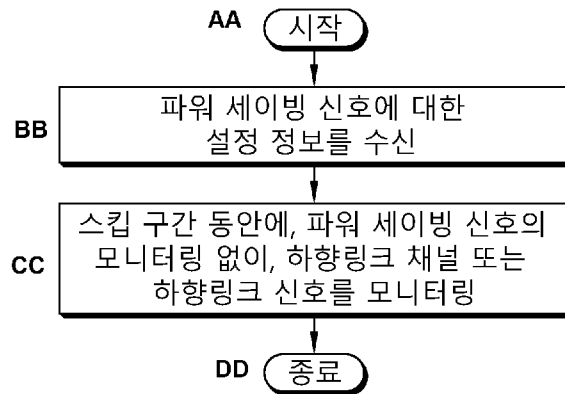 AA 시작
파워 세이빙 신호에 대한
BB
설정 정보를 수신
스킵 구간 동안에, 파워 세이빙 신호의
CC 모니터링 없이, 하향링크 채널 또는
하향링크 신호를 모니터링
DD 종료